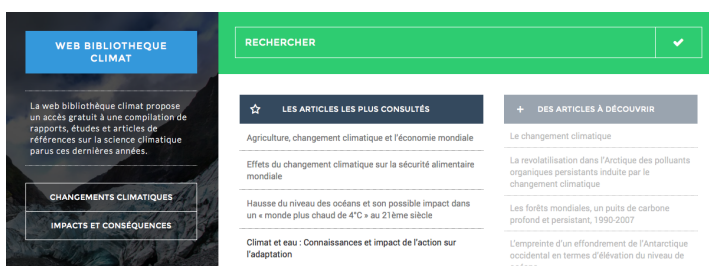 WEB BIBLIOTHEQUE
CLIMAT
La web bibliothèque climat propose
un accès gratuit à une compilation de
rapports, études et articles de
références sur la science climatique
parus ces dernières années.
CHANGEMENTS CLIMATIQUES
IMPACTS ET CONSÉQUENCES
RECHERCHER
LES ARTICLES LES PLUS CONSULTÉS
Agriculture, changement climatique et l'économie mondiale
Effets du changement climatique sur la sécurité alimentaire
mondiale
Hausse du niveau des océans et son possible impact dans
un « monde plus chaud de 4°C » au 21ème siècle
Climat et eau : Connaissances et impact de l'action sur
l'adaptation
DES ARTICLES À DÉCOUVRIR
Le changement climatique
La revolatilisation dans l'Arctique des polluants
organiques persistants induite par le
changement climatique
Les forêts mondiales, un puits de carbone
profond et persistant, 1990-2007
L'empreinte d'un effondrement de l'Antarctique
occidental en termes d'élévation du niveau de